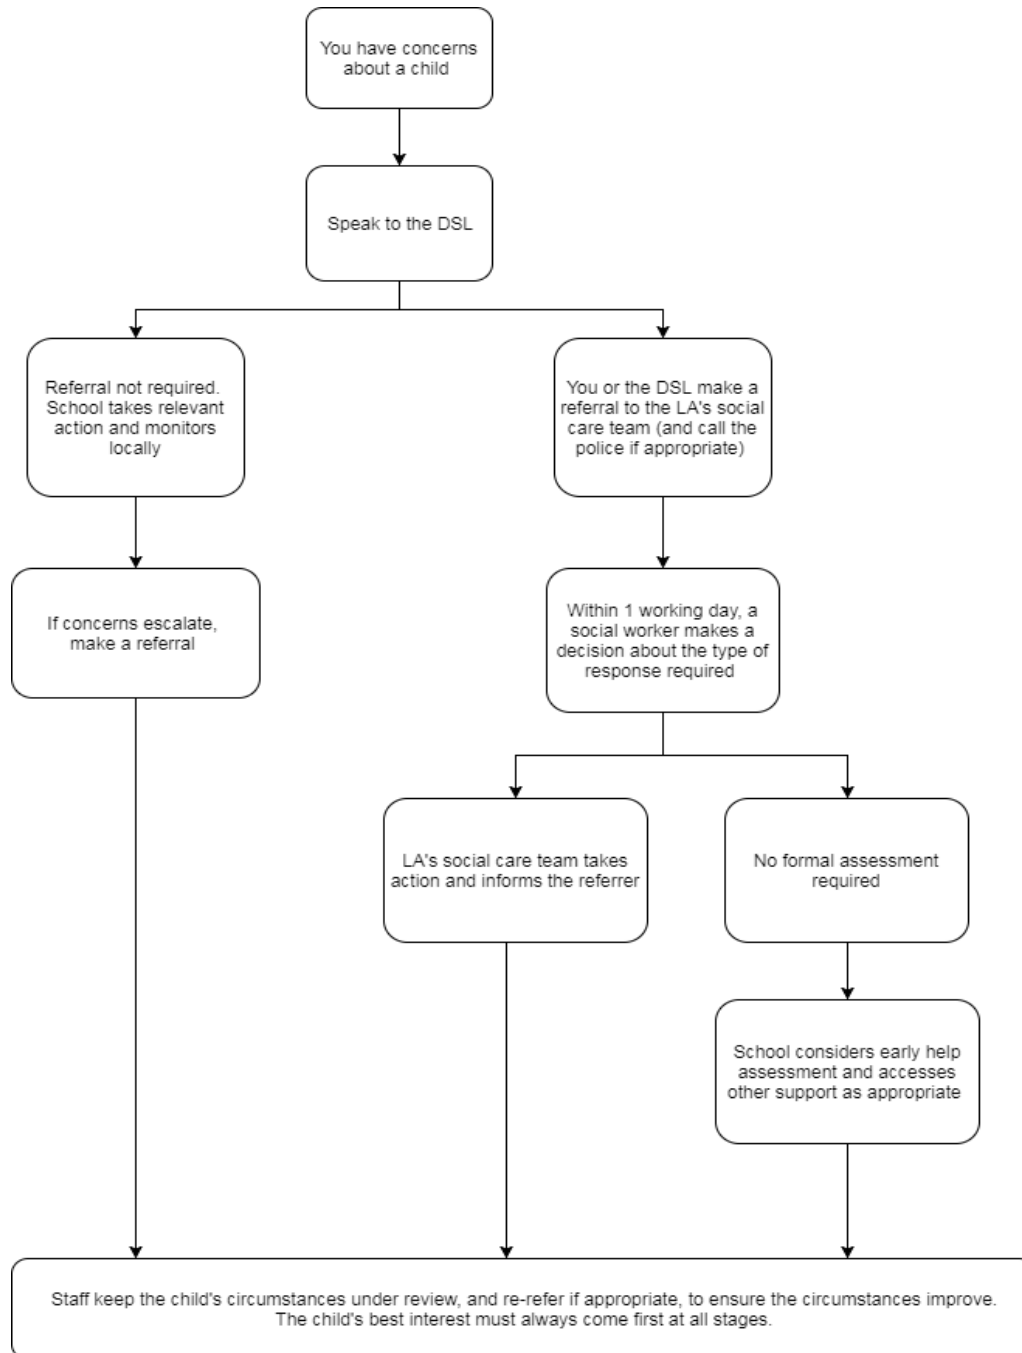 You have concerns
about a child
Speak to the DSL
Referral not required.
School takes relevant
action and monitors
locally
You or the DSL make a
referral to the LA's social
care team (and call the
police if appropriate)
If concerns escalate,
make a referral
Within 1 working day, a
social worker makes a
decision about the type of
response required
LA's social care team takes
action and informs the referrer
No formal assessment
required
School considers early help
assessment and accesses
other support as appropriate
Staff keep the child's circumstances under review, and re-refer if appropriate, to ensure the circumstances improve.
The child's best interest must always come first at all stages.